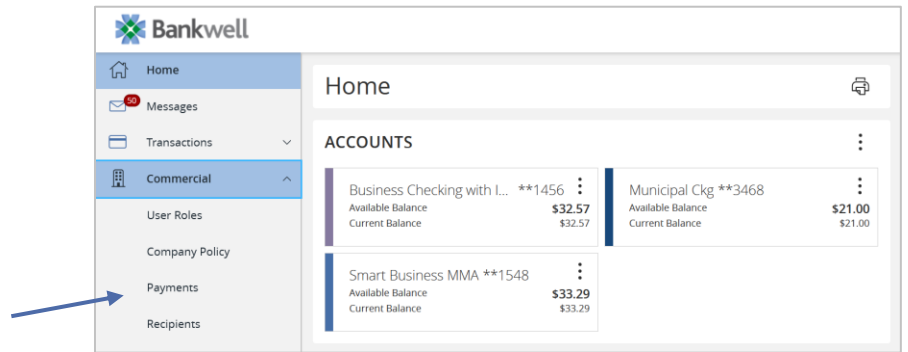 Bankwell
Home
50
Messages
Transactions
Commercial
User Roles
Company Policy
Payments
Recipients
Home
ACCOUNTS
Business Checking with I... **1456
Available Balance $32.57
Current Balance $32.57
Municipal Ckg **3468
Available Balance $21.00
Current Balance $21.00
Smart Business MMA **1548
Available Balance $33.29
Current Balance $33.29